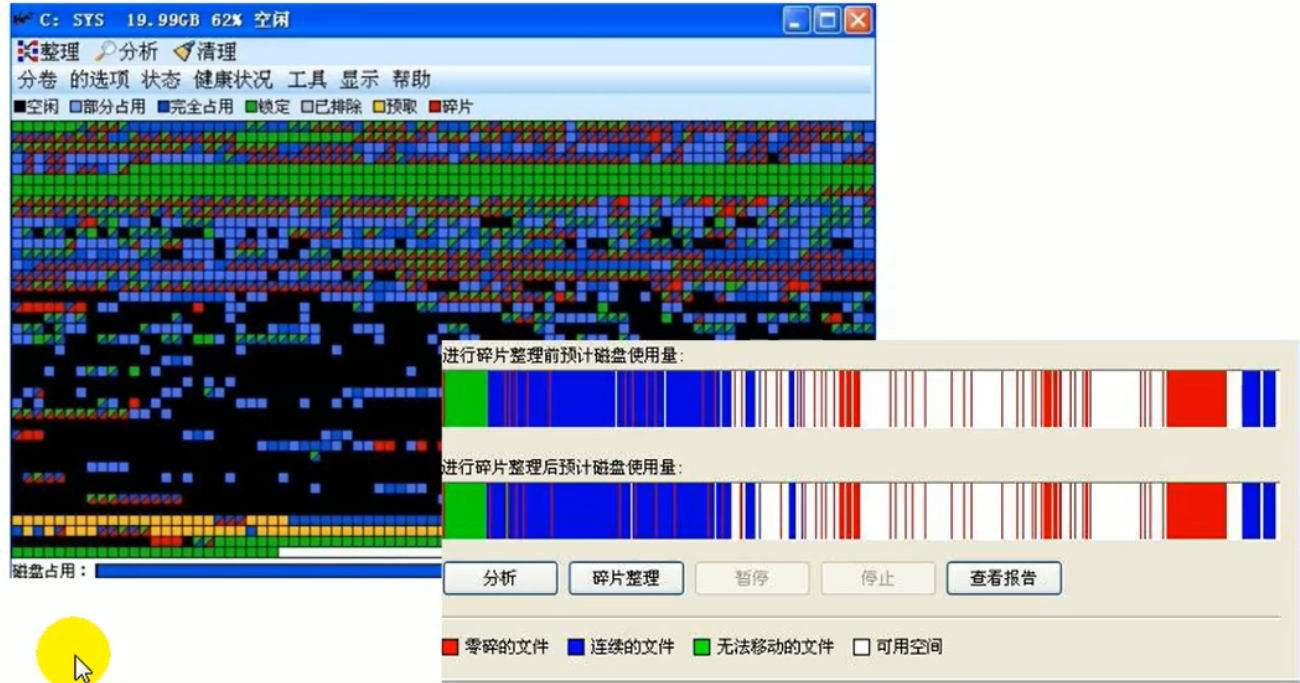 C: SYS 19.99GB 62% 空闲
整理 分析 清理
分卷 的选项 状态 健康状况 工具 显示 帮助
空闲 部分占用 完全占用 锁定 已排除 预取 碎片
进行碎片整理前预计磁盘使用量:
进行碎片整理后预计磁盘使用量:
磁盘占用：
分析 碎片整理 暂停 停止 查看报告
零碎的文件 连续的文件 无法移动的文件 可用空间